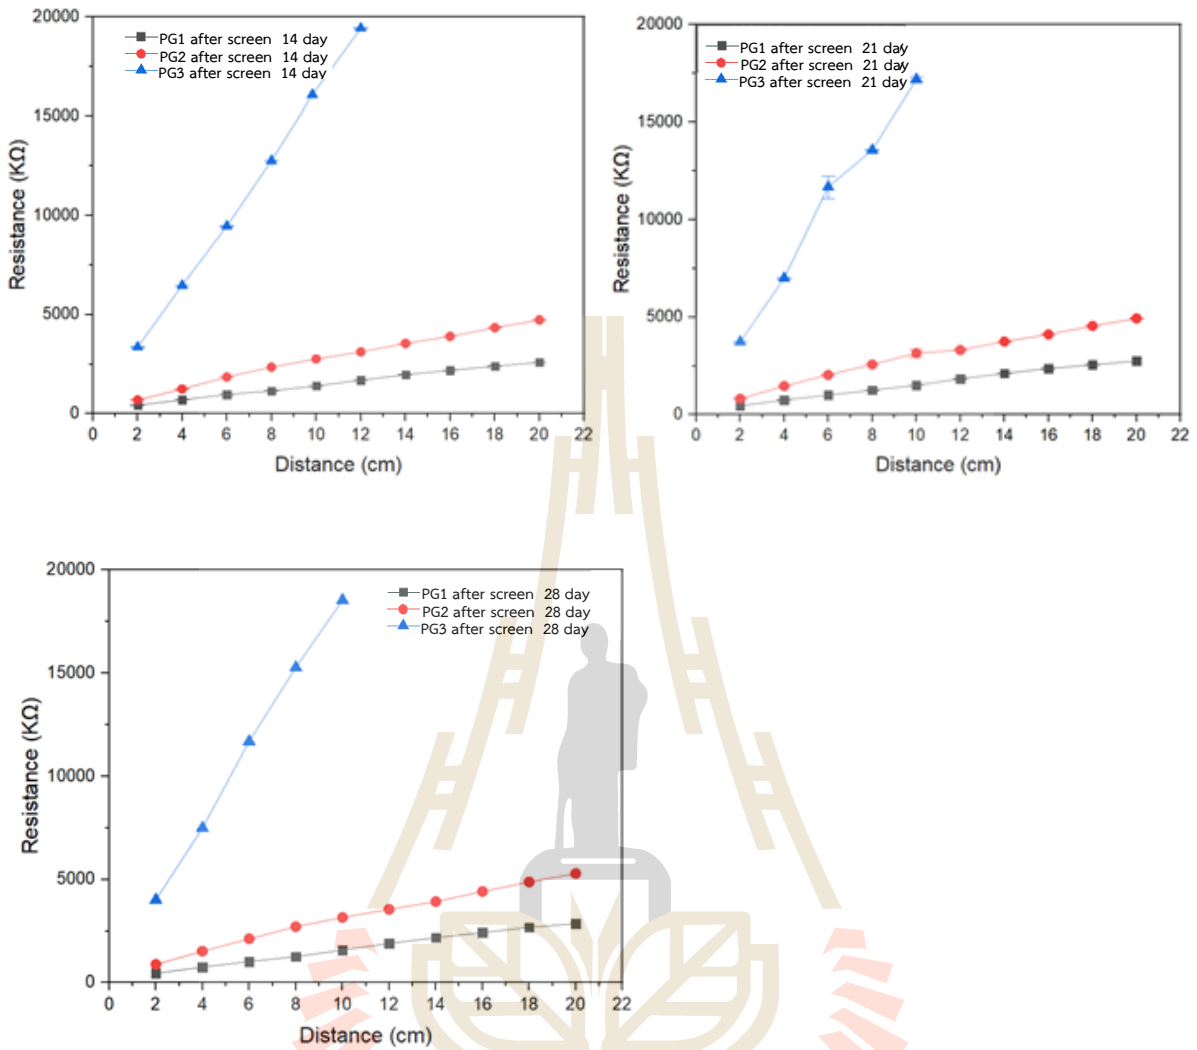 20000
15000
10000
5000
0
Resistance (KΩ)
PG1 after screen 14 day
PG2 after screen 14 day
PG3 after screen 14 day
0 2 4 6 8 10 12 14 16 18 20 22
Distance (cm)
20000
15000
10000
5000
0
Resistance (KΩ)
PG1 after screen 21 day
PG2 after screen 21 day
PG3 after screen 21 day
0 2 4 6 8 10 12 14 16 18 20 22
Distance (cm)
20000
15000
10000
5000
0
Resistance (KΩ)
PG1 after screen 28 day
PG2 after screen 28 day
PG3 after screen 28 day
0 2 4 6 8 10 12 14 16 18 20 22
Distance (cm)